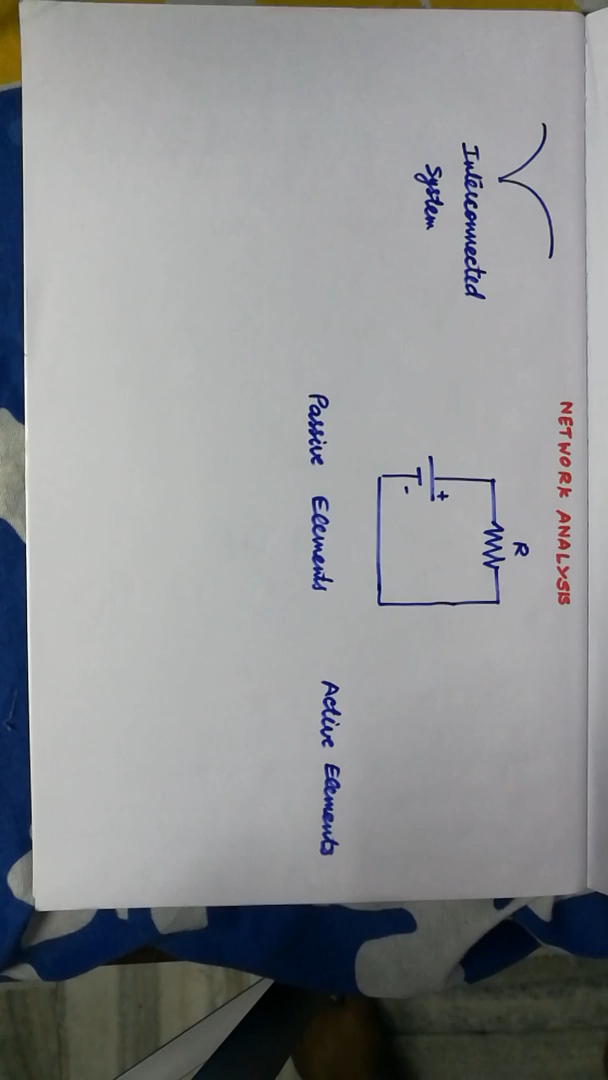 NETWORK ANALYSIS
Interconnected
System
R
+
-
Passive Elements
Active Elements